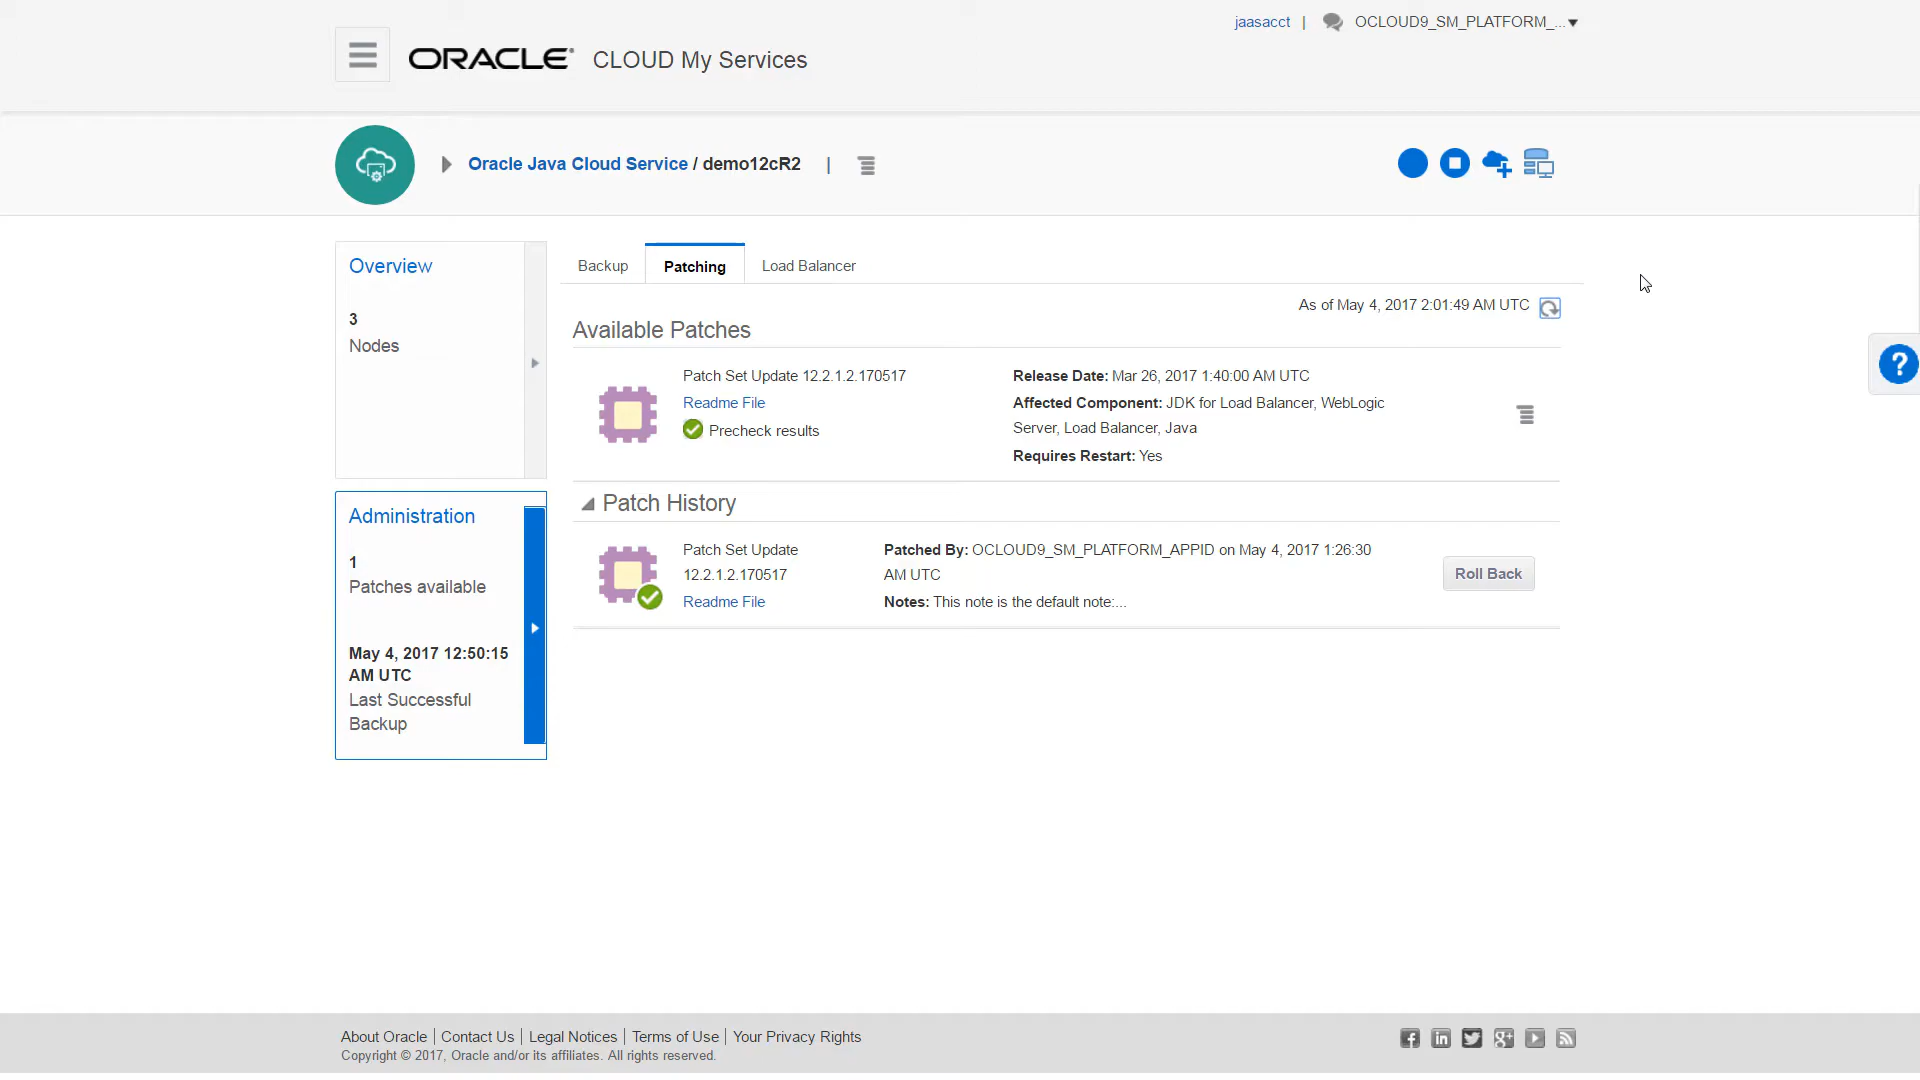 jaasacct | OCLOUD9_SM_PLATFORM_...
ORACLE CLOUD My Services
Oracle Java Cloud Service / demo12cR2 |
Overview
3
Nodes
Administration
1
Patches available
May 4, 2017 12:50:15
AM UTC
Last Successful
Backup
Backup Patching Load Balancer
As of May 4, 2017 2:01:49 AM UTC
Available Patches
Patch Set Update 12.2.1.2.170517
Readme File
Precheck results
Release Date: Mar 26, 2017 1:40:00 AM UTC
Affected Component: JDK for Load Balancer, WebLogic
Server, Load Balancer, Java
Requires Restart: Yes
Patch History
Patch Set Update
12.2.1.2.170517
Readme File
Patched By: OCLOUD9_SM_PLATFORM_APPID on May 4, 2017 1:26:30
AM UTC
Notes: This note is the default note:...
Roll Back
?
About Oracle | Contact Us | Legal Notices | Terms of Use | Your Privacy Rights
Copyright © 2017, Oracle and/or its affiliates. All rights reserved.